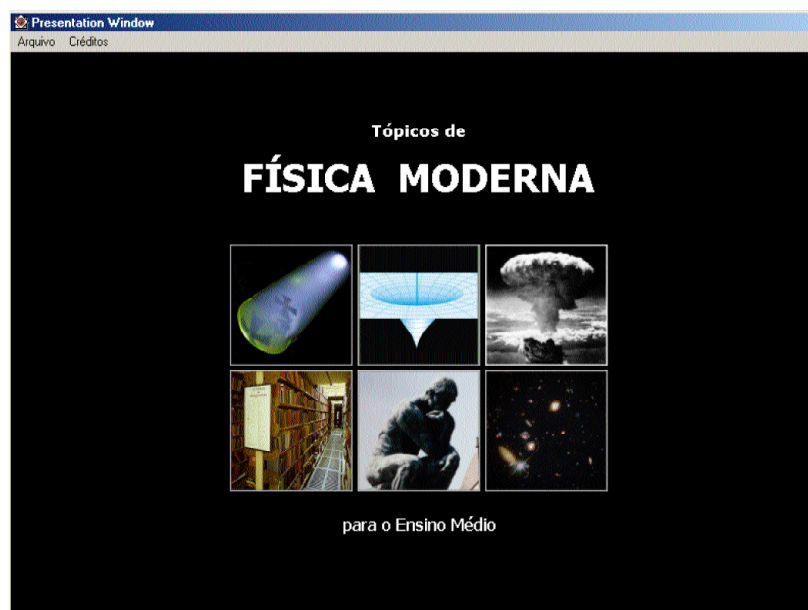 Presentation Window
Arquivo Créditos
Tópicos de
FÍSICA MODERNA
para o Ensino Médio